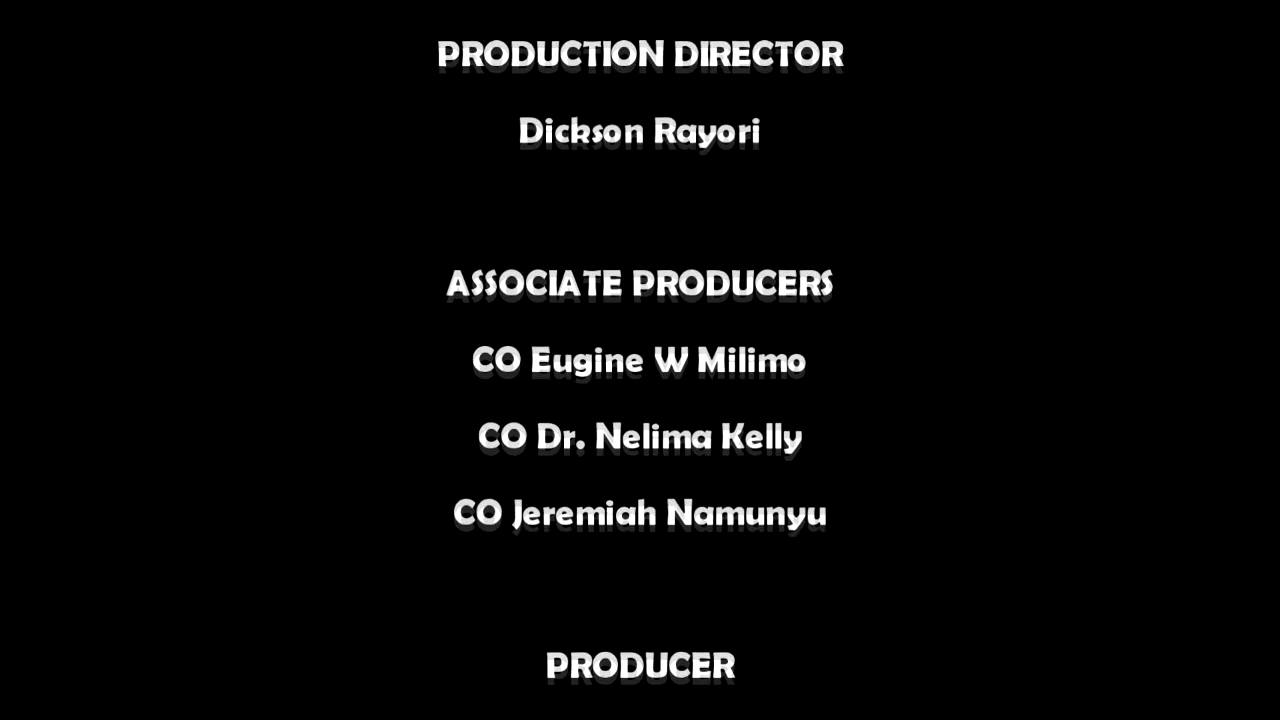 PRODUCTION DIRECTOR
Dickson Rayori
ASSOCIATE PRODUCERS
CO Eugine W Milimo
CO Dr. Nelima Kelly
CO Jeremiah Namunyu
PRODUCER